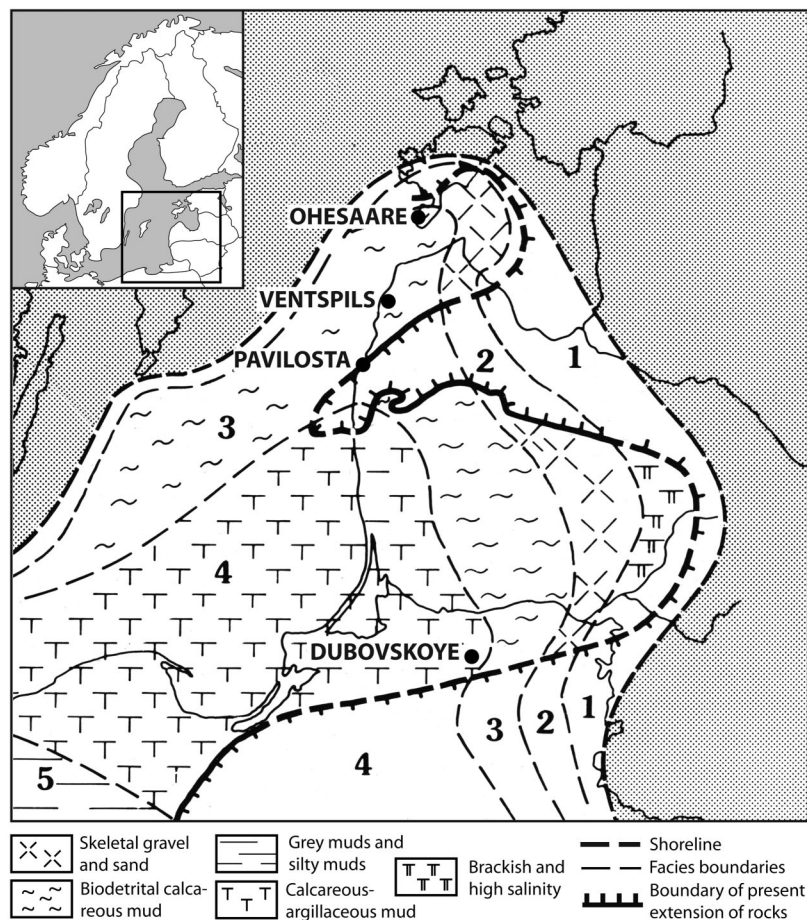 OHESAARE
VENTSPILS
1
2
PAVILOSTA
3
4
DUBOVSKOYE
1
2
3
4
5
Skeletal gravel
and sand
Biodetrital calca-
reous mud
Grey muds and
silty muds
Calcareous-
argillaceous mud
Brackish and
high salinity
Shoreline
Facies boundaries
Boundary of present
extension of rocks